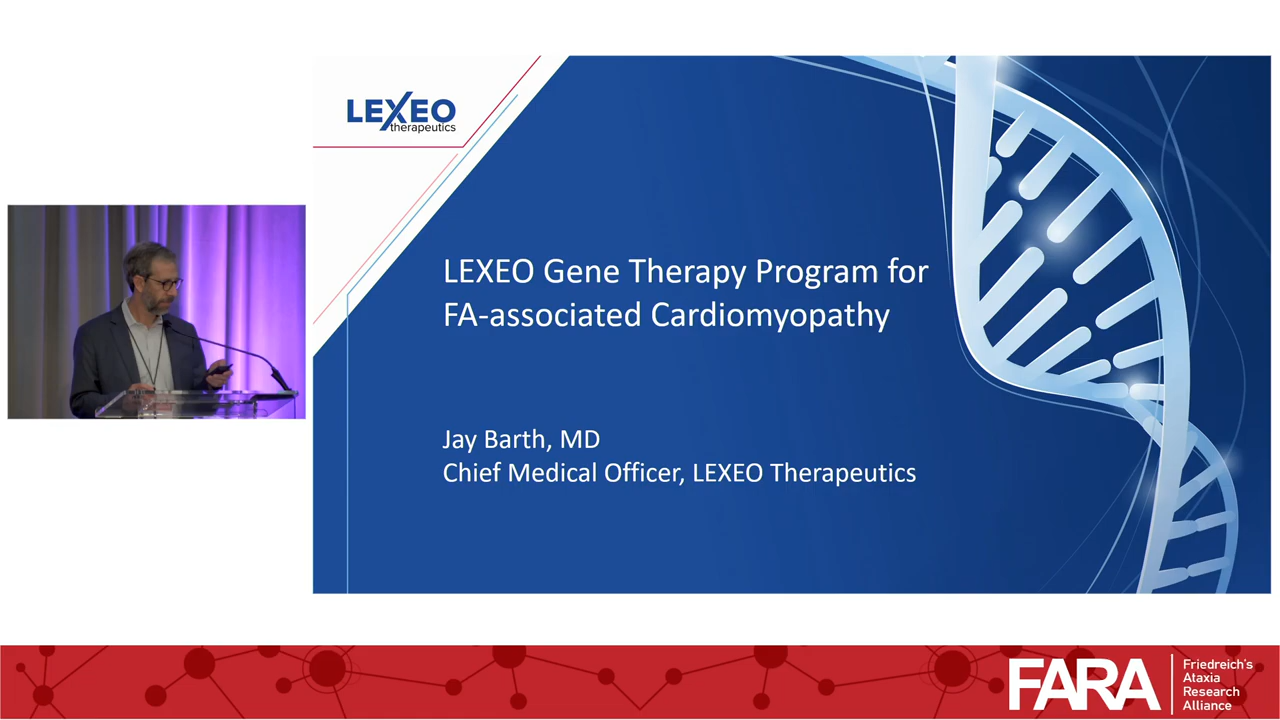 LEXEO
therapeutics
LEXEO Gene Therapy Program for
FA-associated Cardiomyopathy
Jay Barth, MD
Chief Medical Officer, LEXEO Therapeutics
FARA
Friedreich's
Ataxia
Research
Alliance